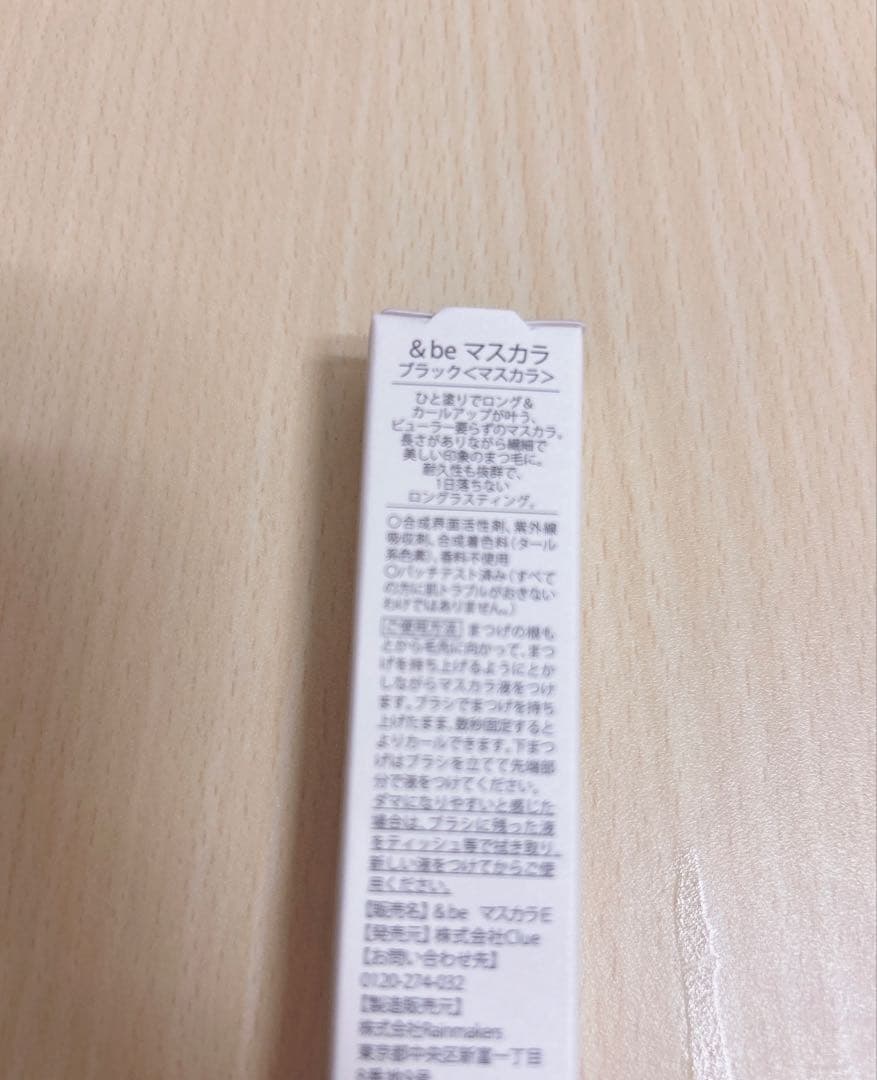 &be マスカラ
ブラック<マスカラ>
ひと塗りでロング&
カールアップが叶う、
ビューラー要らずのマスカラ。
長さがありながら繊細で
美しい印象のまつ毛に。
耐久性も抜群で、
1日落ちない
ロングラスティング。
○合成界面活性剤、紫外線
吸収剤、合成着色料(タール
系色素)、香料不使用
○パッチテスト済み(すべて
の方に肌トラブルがおきない
わけではありません。)
ご使用方法 まつげの根も
とから毛先に向かって、まつ
げを持ち上げるようにとか
しながらマスカラ液をつけ
ます。ブラシでまつげを持ち
上げたまま、数秒固定すると
よりカールできます。下まつ
げはブラシを立てて先端部
分で液をつけてください。
ダマになりやすいと感じた
場合は、ブラシに残った液
をティッシュ等で拭き取り、
新しい液をつけてからご使
用ください。
【販売名】&be マスカラE
【発売元】株式会社Clue
【お問い合わせ先】
0120-274-032
【製造販売元】
株式会社Rainmakers
東京都中央区新富一丁目